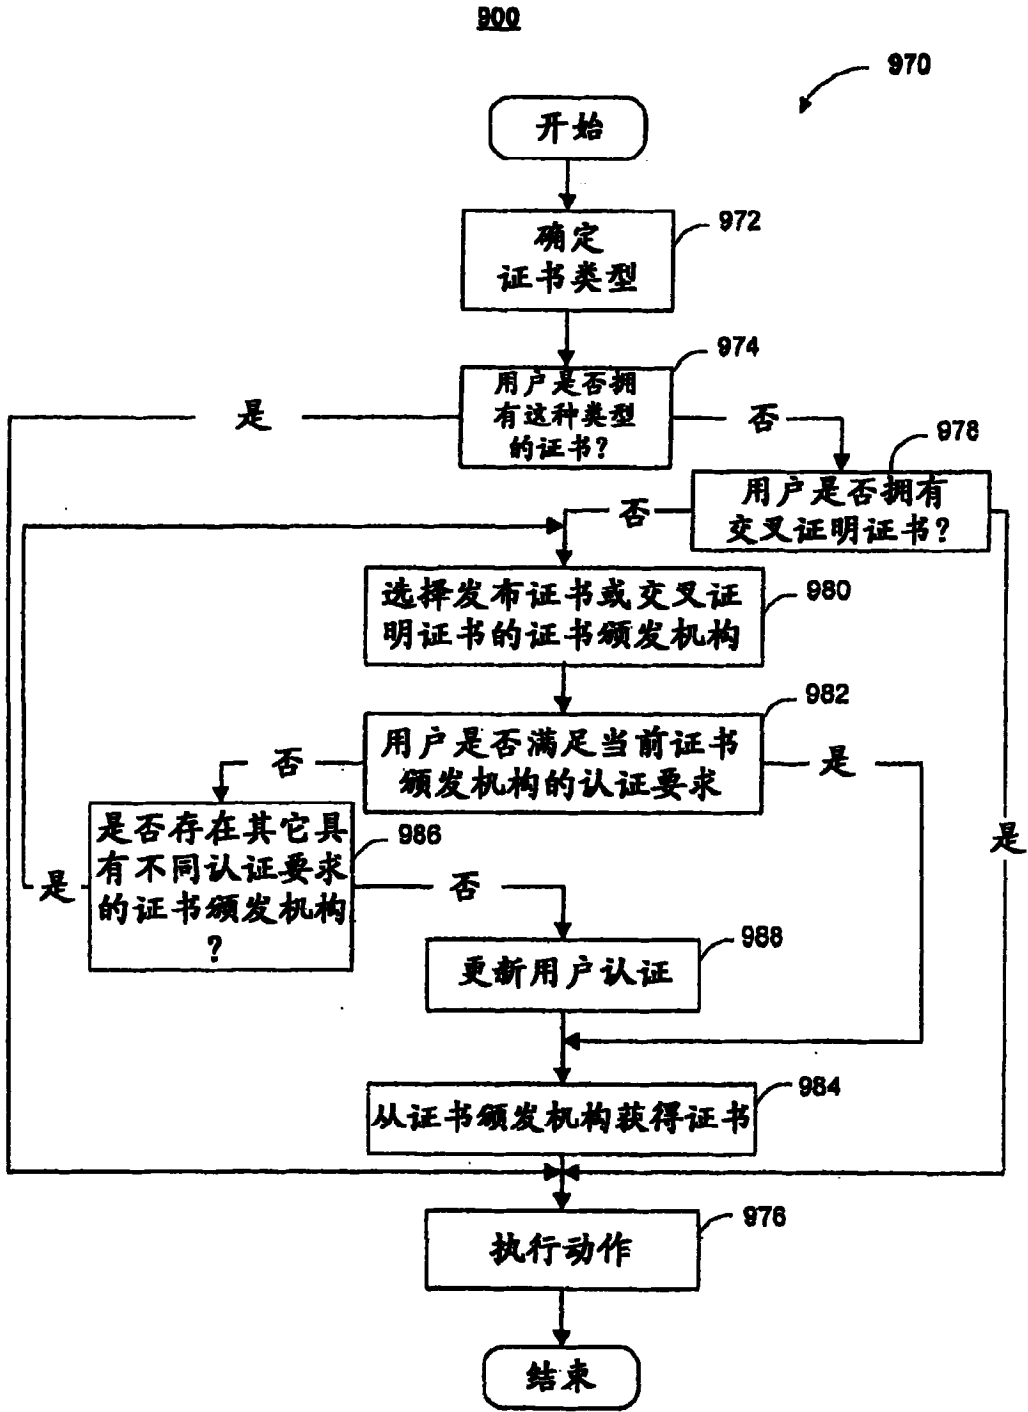 900
970
开始
972
确定
证书类型
974
用户是否拥
有这种类型
的证书？
是
否
978
用户是否拥有
交叉证明证书？
否
980
选择发布证书或交叉证
明证书的证书颁发机构
982
用户是否满足当前证书
颁发机构的认证要求
否
是
是
986
是否存在其它具
有不同认证要求
的证书颁发机构
？
是
否
988
更新用户认证
984
从证书颁发机构获得证书
976
执行动作
结束